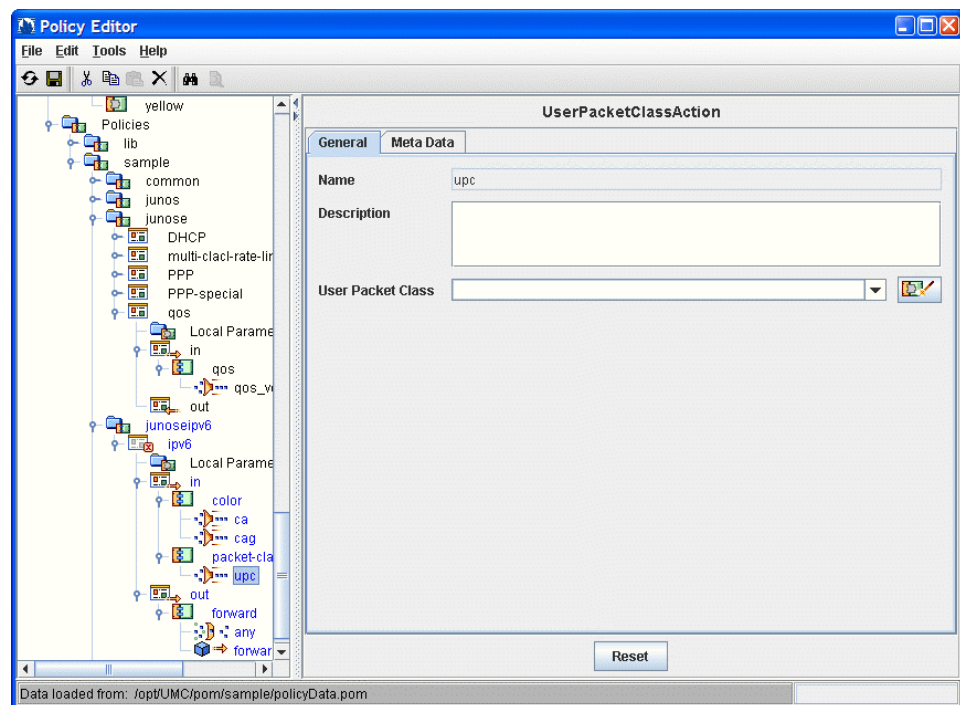 Policy Editor
File Edit Tools Help
yellow
Policies
lib
sample
common
junos
junose
DHCP
multi-clacl-rate-lir
PPP
PPP-special
qos
Local Parame
in
qos
qos_v
out
junoseipv6
ipv6
Local Parame
in
color
ca
cag
packet-cla
upc
out
forward
any
forwar
UserPacketClassAction
General Meta Data
Name upc
Description
User Packet Class
Reset
Data loaded from: /opt/UMC/pom/sample/policyData.pom